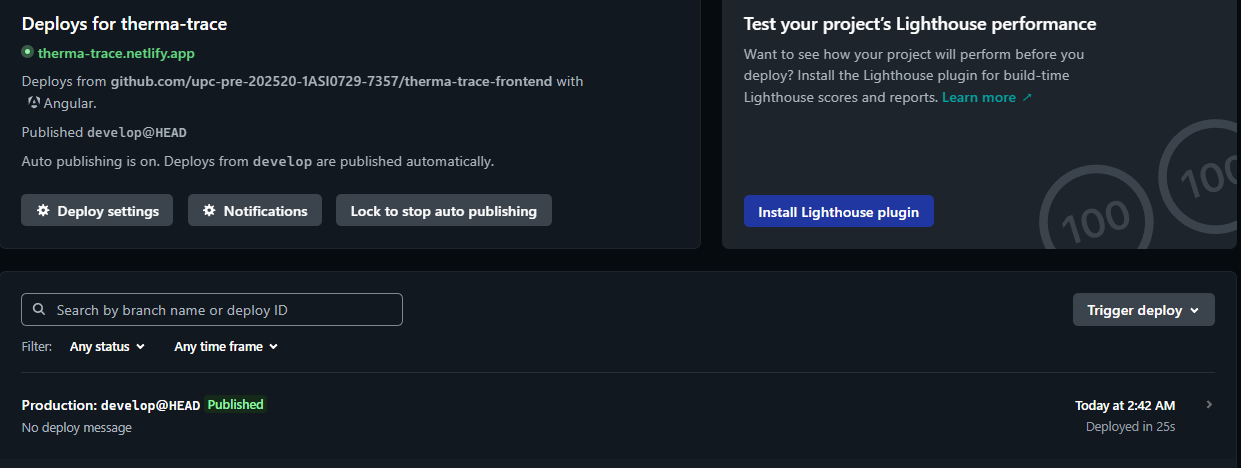 Deploys for therma-trace
therma-trace.netlify.app
Deploys from github.com/upc-pre-202520-1ASI0729-7357/therma-trace-frontend with
Angular.
Published develop@HEAD
Auto publishing is on. Deploys from develop are published automatically.
Deploy settings
Notifications
Lock to stop auto publishing
Test your project's Lighthouse performance
Want to see how your project will perform before you
deploy? Install the Lighthouse plugin for build-time
Lighthouse scores and reports. Learn more ↗
Install Lighthouse plugin
100
100
Search by branch name or deploy ID
Trigger deploy
Filter: Any status Any time frame
Production: develop@HEAD Published
No deploy message
Today at 2:42 AM
Deployed in 25s